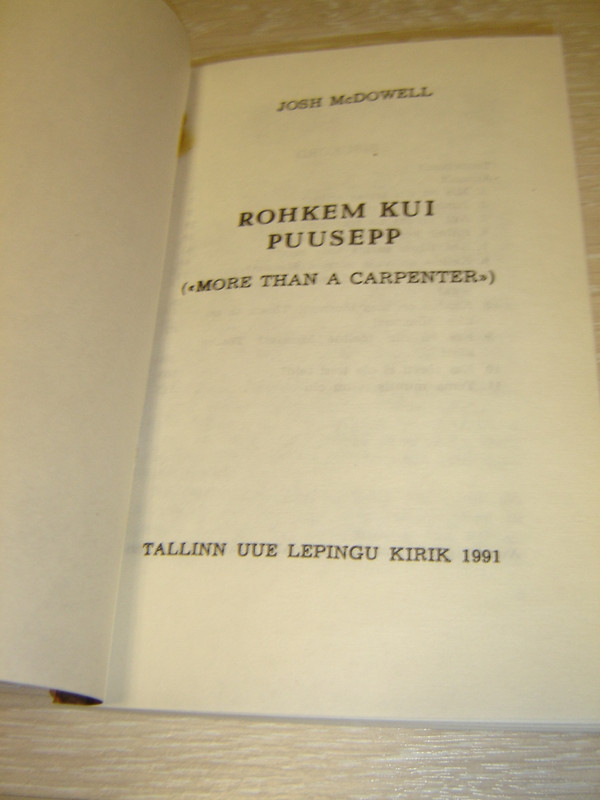 JOSH McDOWELL
ROHKEM KUI
PUUSEPP
(«MORE THAN A CARPENTER»)
TALLINN UUE LEPINGU KIRIK 1991